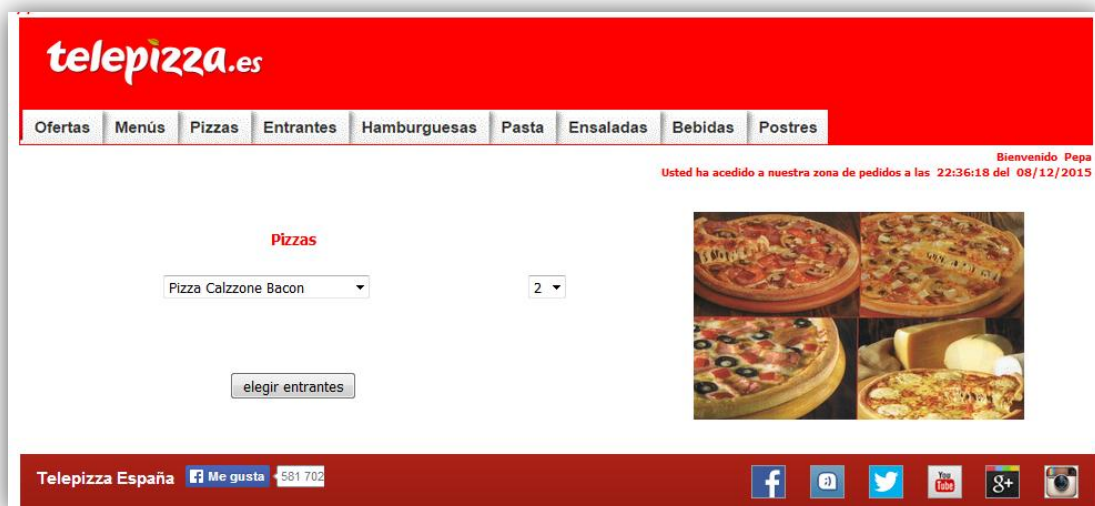 telepizza.es
Ofertas Menús Pizzas Entrantes Hamburguesas Pasta Ensaladas Bebidas Postres
Bienvenido Pepa
Usted ha acedido a nuestra zona de pedidos a las 22:36:18 del 08/12/2015
Pizzas
Pizza Calzzone Bacon 2
elegir entrantes
Telepizza España Me gusta 581 702 You Tube g+